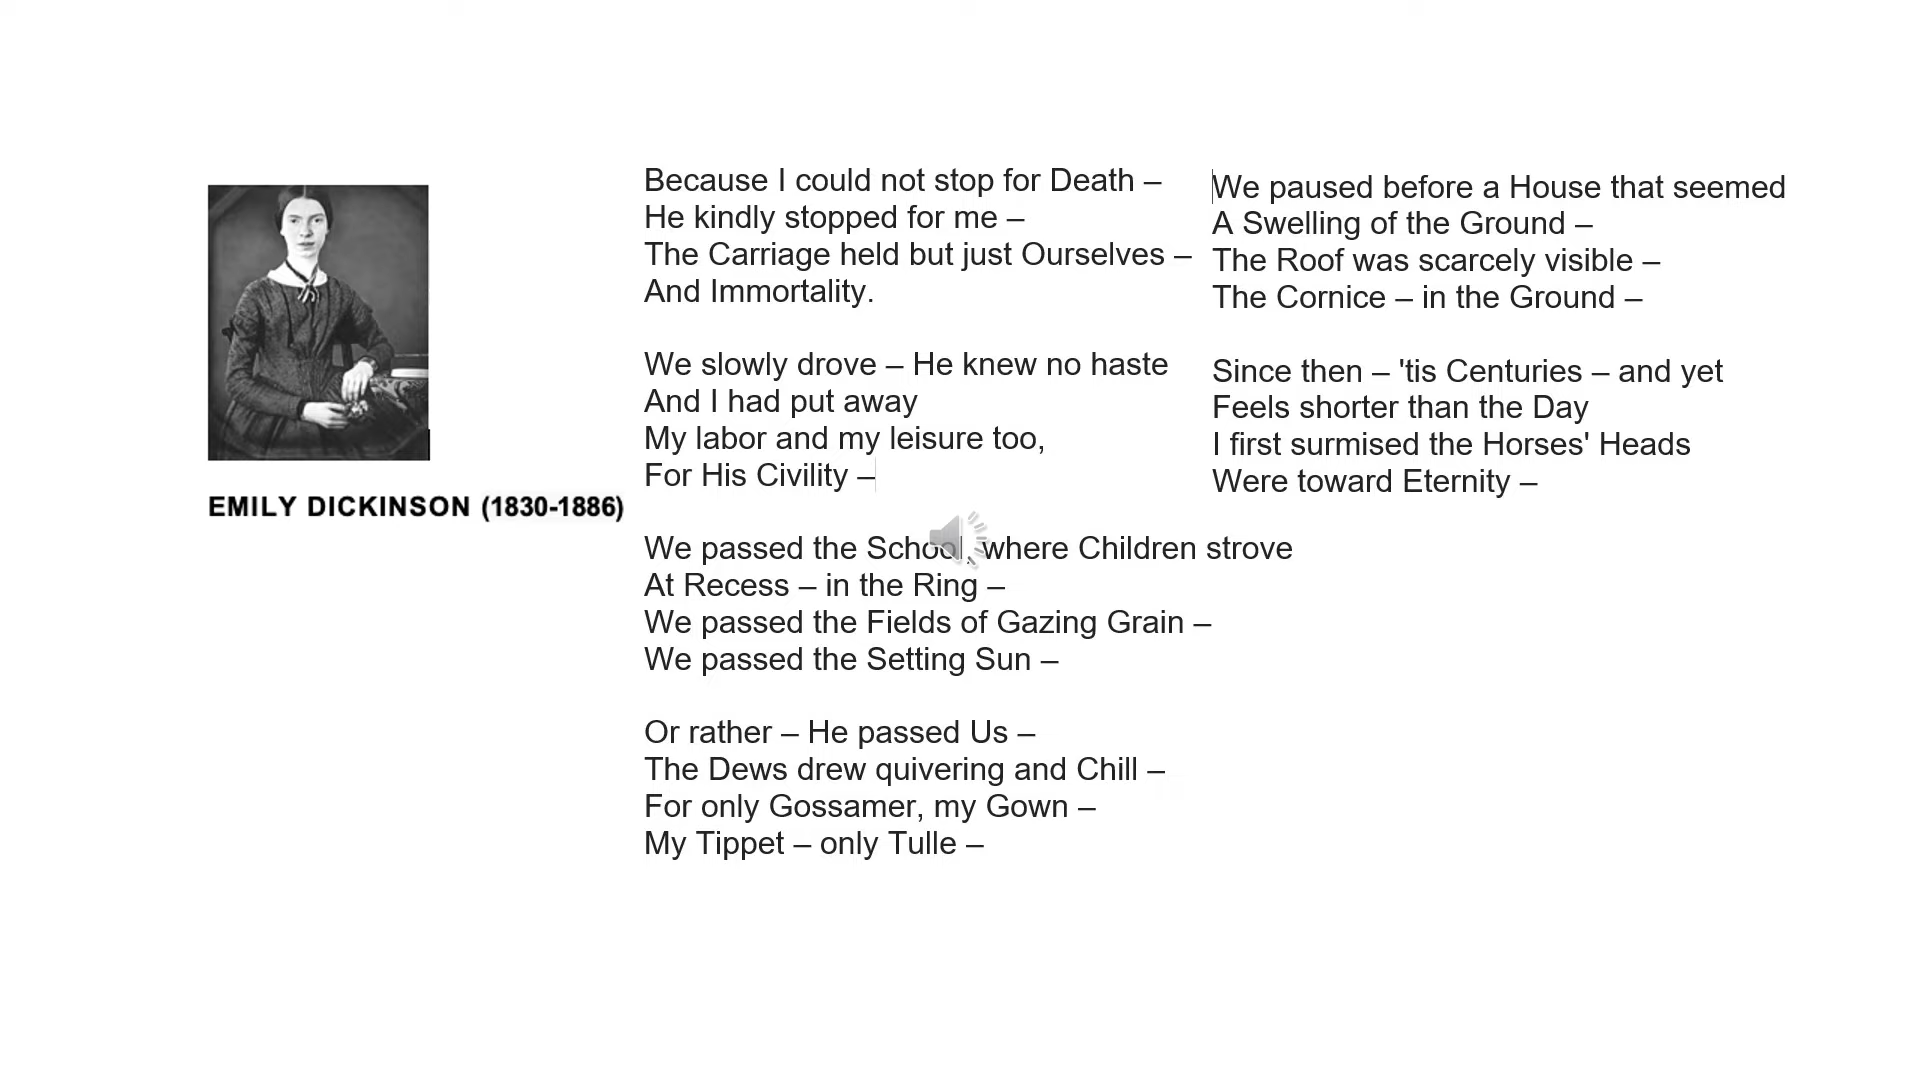 EMILY DICKINSON (1830-1886)
Because I could not stop for Death –
He kindly stopped for me –
The Carriage held but just Ourselves –
And Immortality.
We slowly drove – He knew no haste
And I had put away
My labor and my leisure too,
For His Civility –
We passed the School, where Children strove
At Recess – in the Ring –
We passed the Fields of Gazing Grain –
We passed the Setting Sun –
Or rather – He passed Us –
The Dews drew quivering and Chill –
For only Gossamer, my Gown –
My Tippet – only Tulle –
We paused before a House that seemed
A Swelling of the Ground –
The Roof was scarcely visible –
The Cornice – in the Ground –
Since then – 'tis Centuries – and yet
Feels shorter than the Day
I first surmised the Horses' Heads
Were toward Eternity –